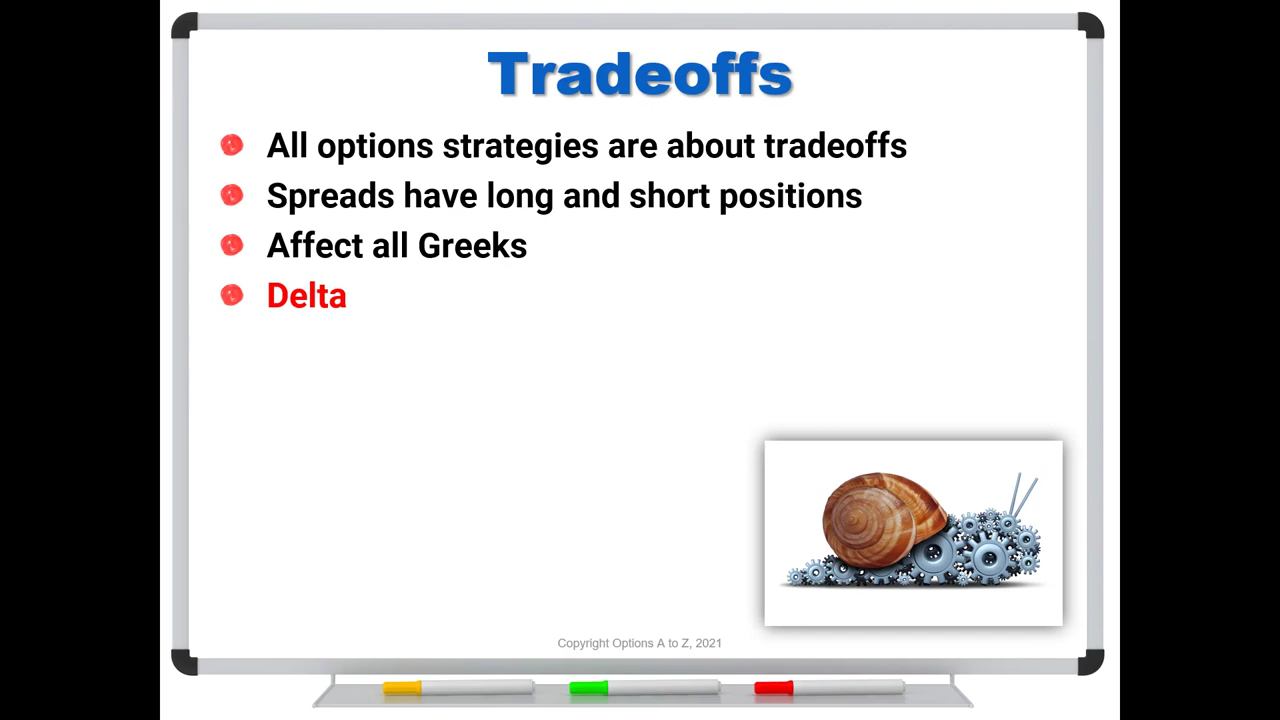 Tradeoffs
All options strategies are about tradeoffs
Spreads have long and short positions
Affect all Greeks
Delta
Copyright Options A to Z, 2021